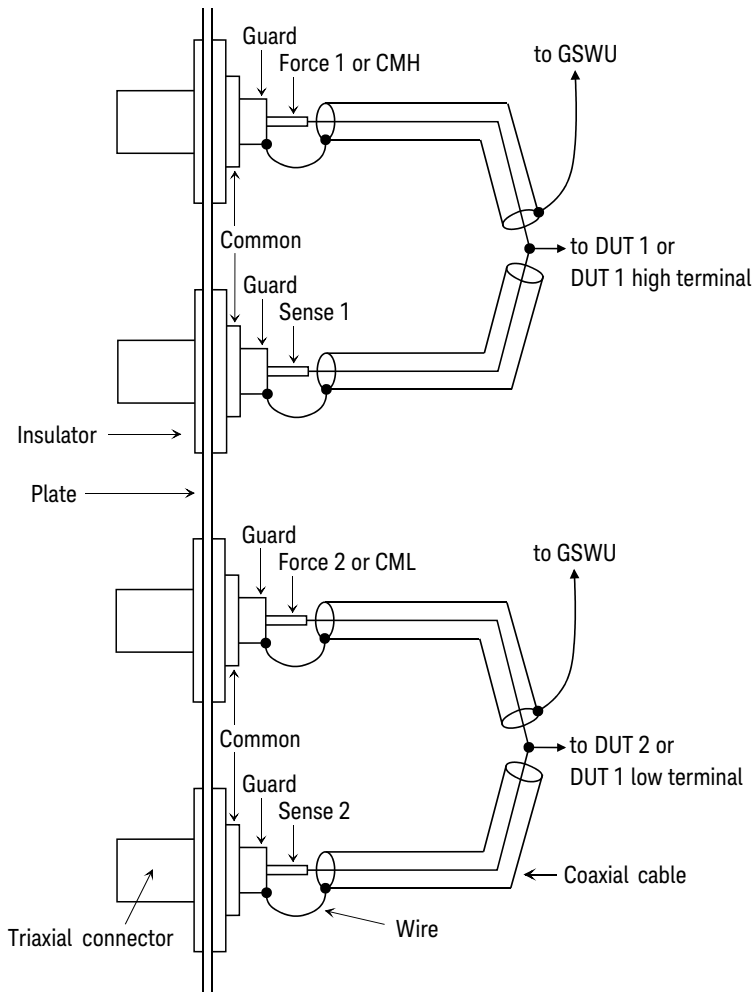 Guard
Force 1 or CMH
to GSWU
Common
to DUT 1 or
DUT 1 high terminal
Guard
Sense 1
Insulator
Plate
Guard
Force 2 or CML
to GSWU
Common
to DUT 2 or
DUT 1 low terminal
Guard
Sense 2
Coaxial cable
Triaxial connector
Wire